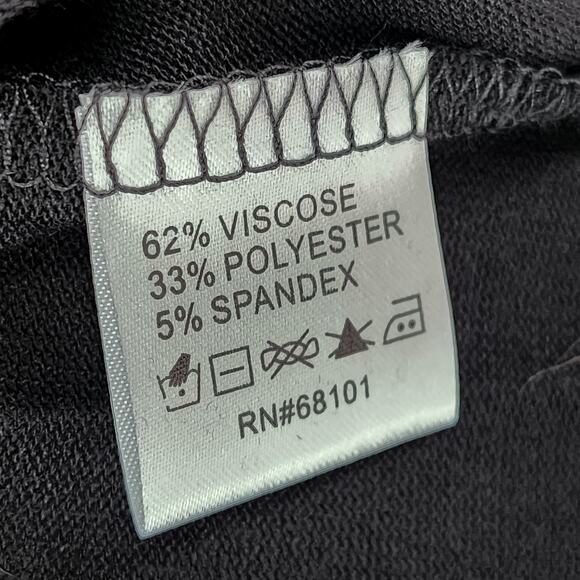 62% VISCOSE
33% POLYESTER
5% SPANDEX
RN#68101